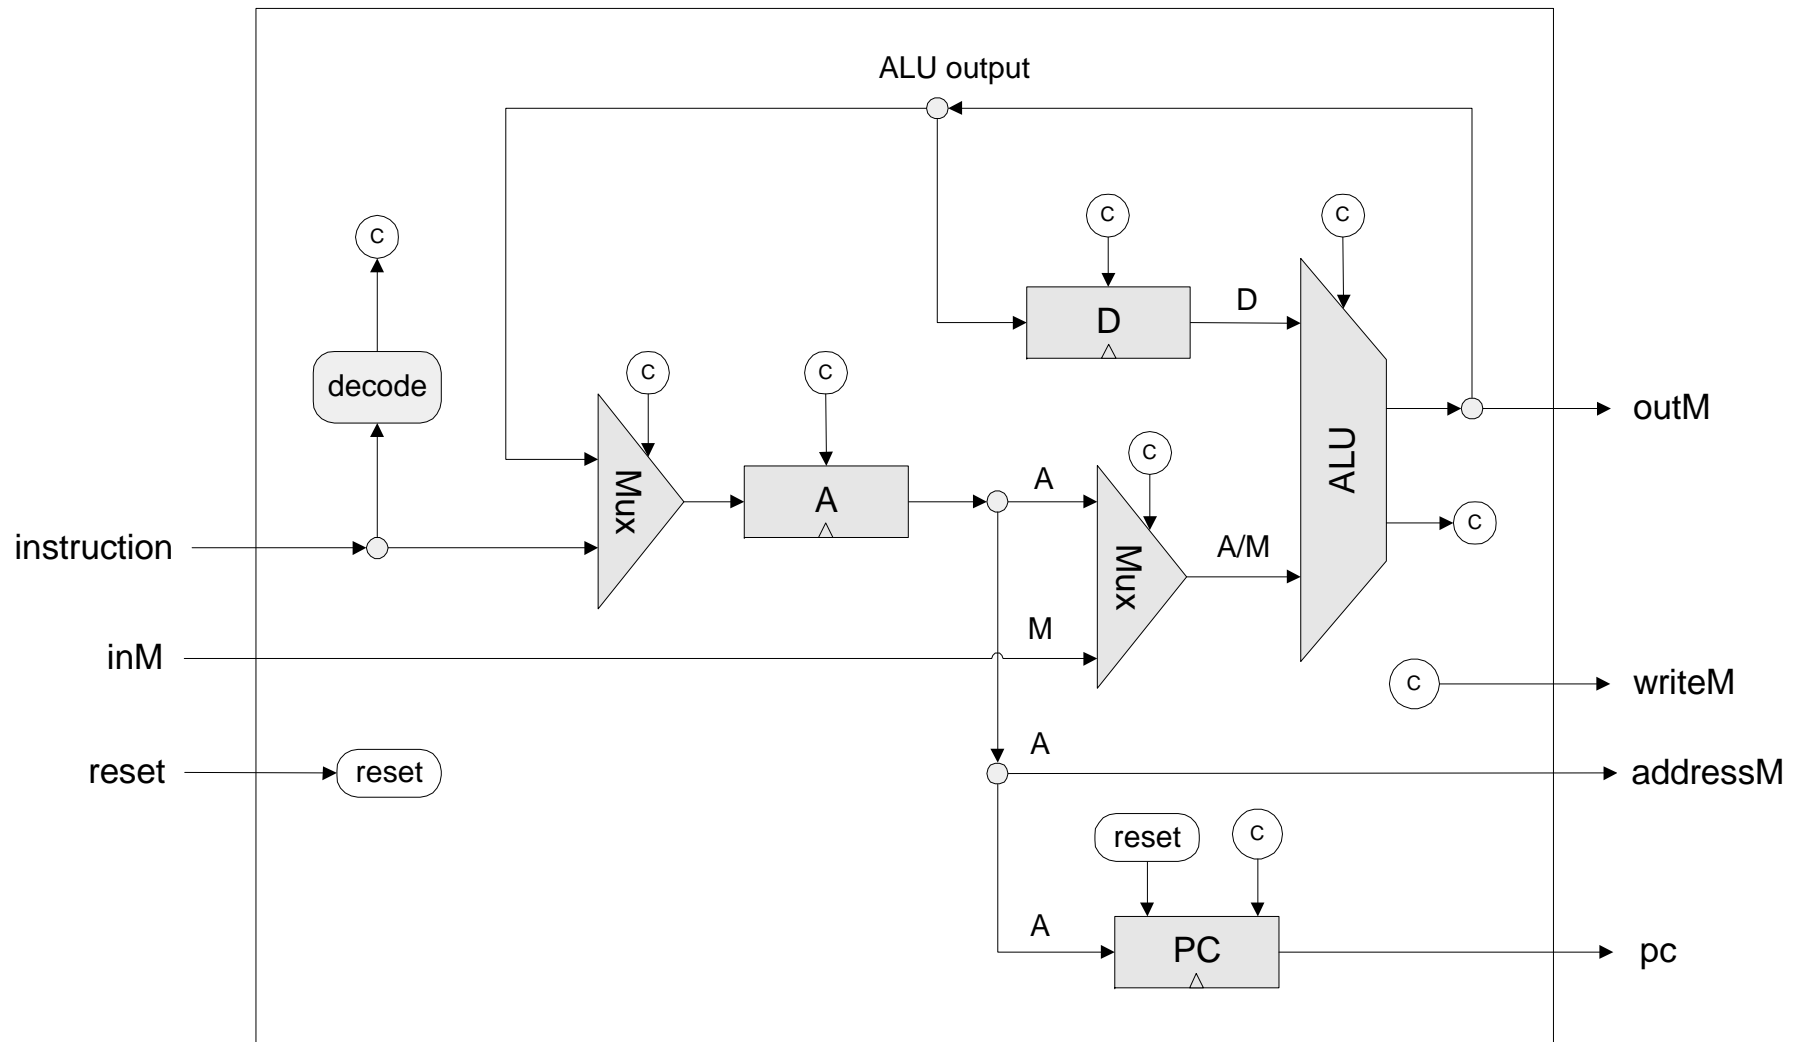 ALU output
C
C
C
D
D
C
C
decode
outM
C
Mux
A
A
Mux
ALU
C
A/M
instruction
M
inM
C
writeM
A
reset
reset
addressM
reset
C
A
PC
pc